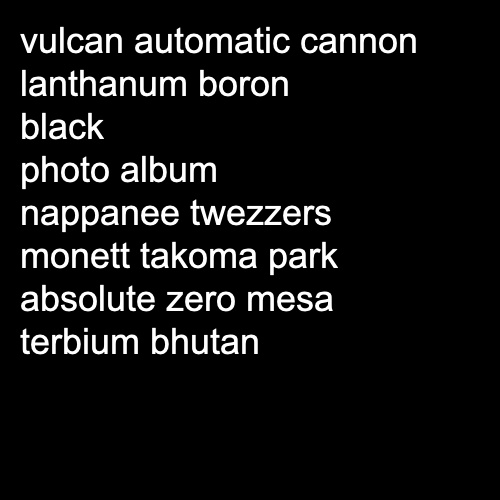 vulcan automatic cannon
lanthanum boron
black
photo album
nappanee twezzers
monett takoma park
absolute zero mesa
terbium bhutan